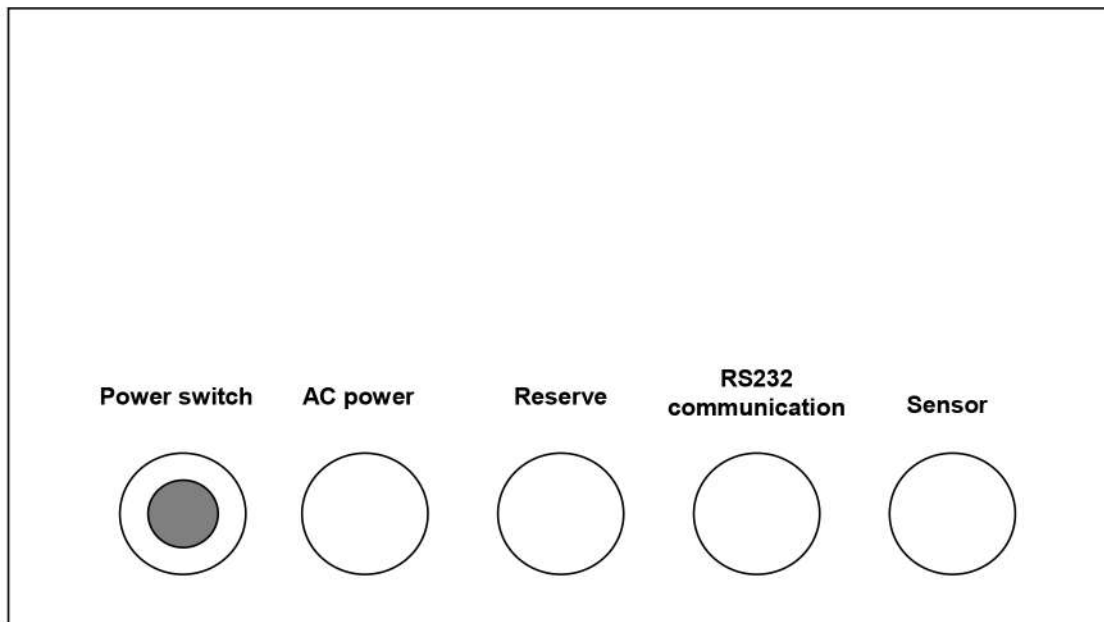 Power switch
AC power
Reserve
RS232
communication
Sensor